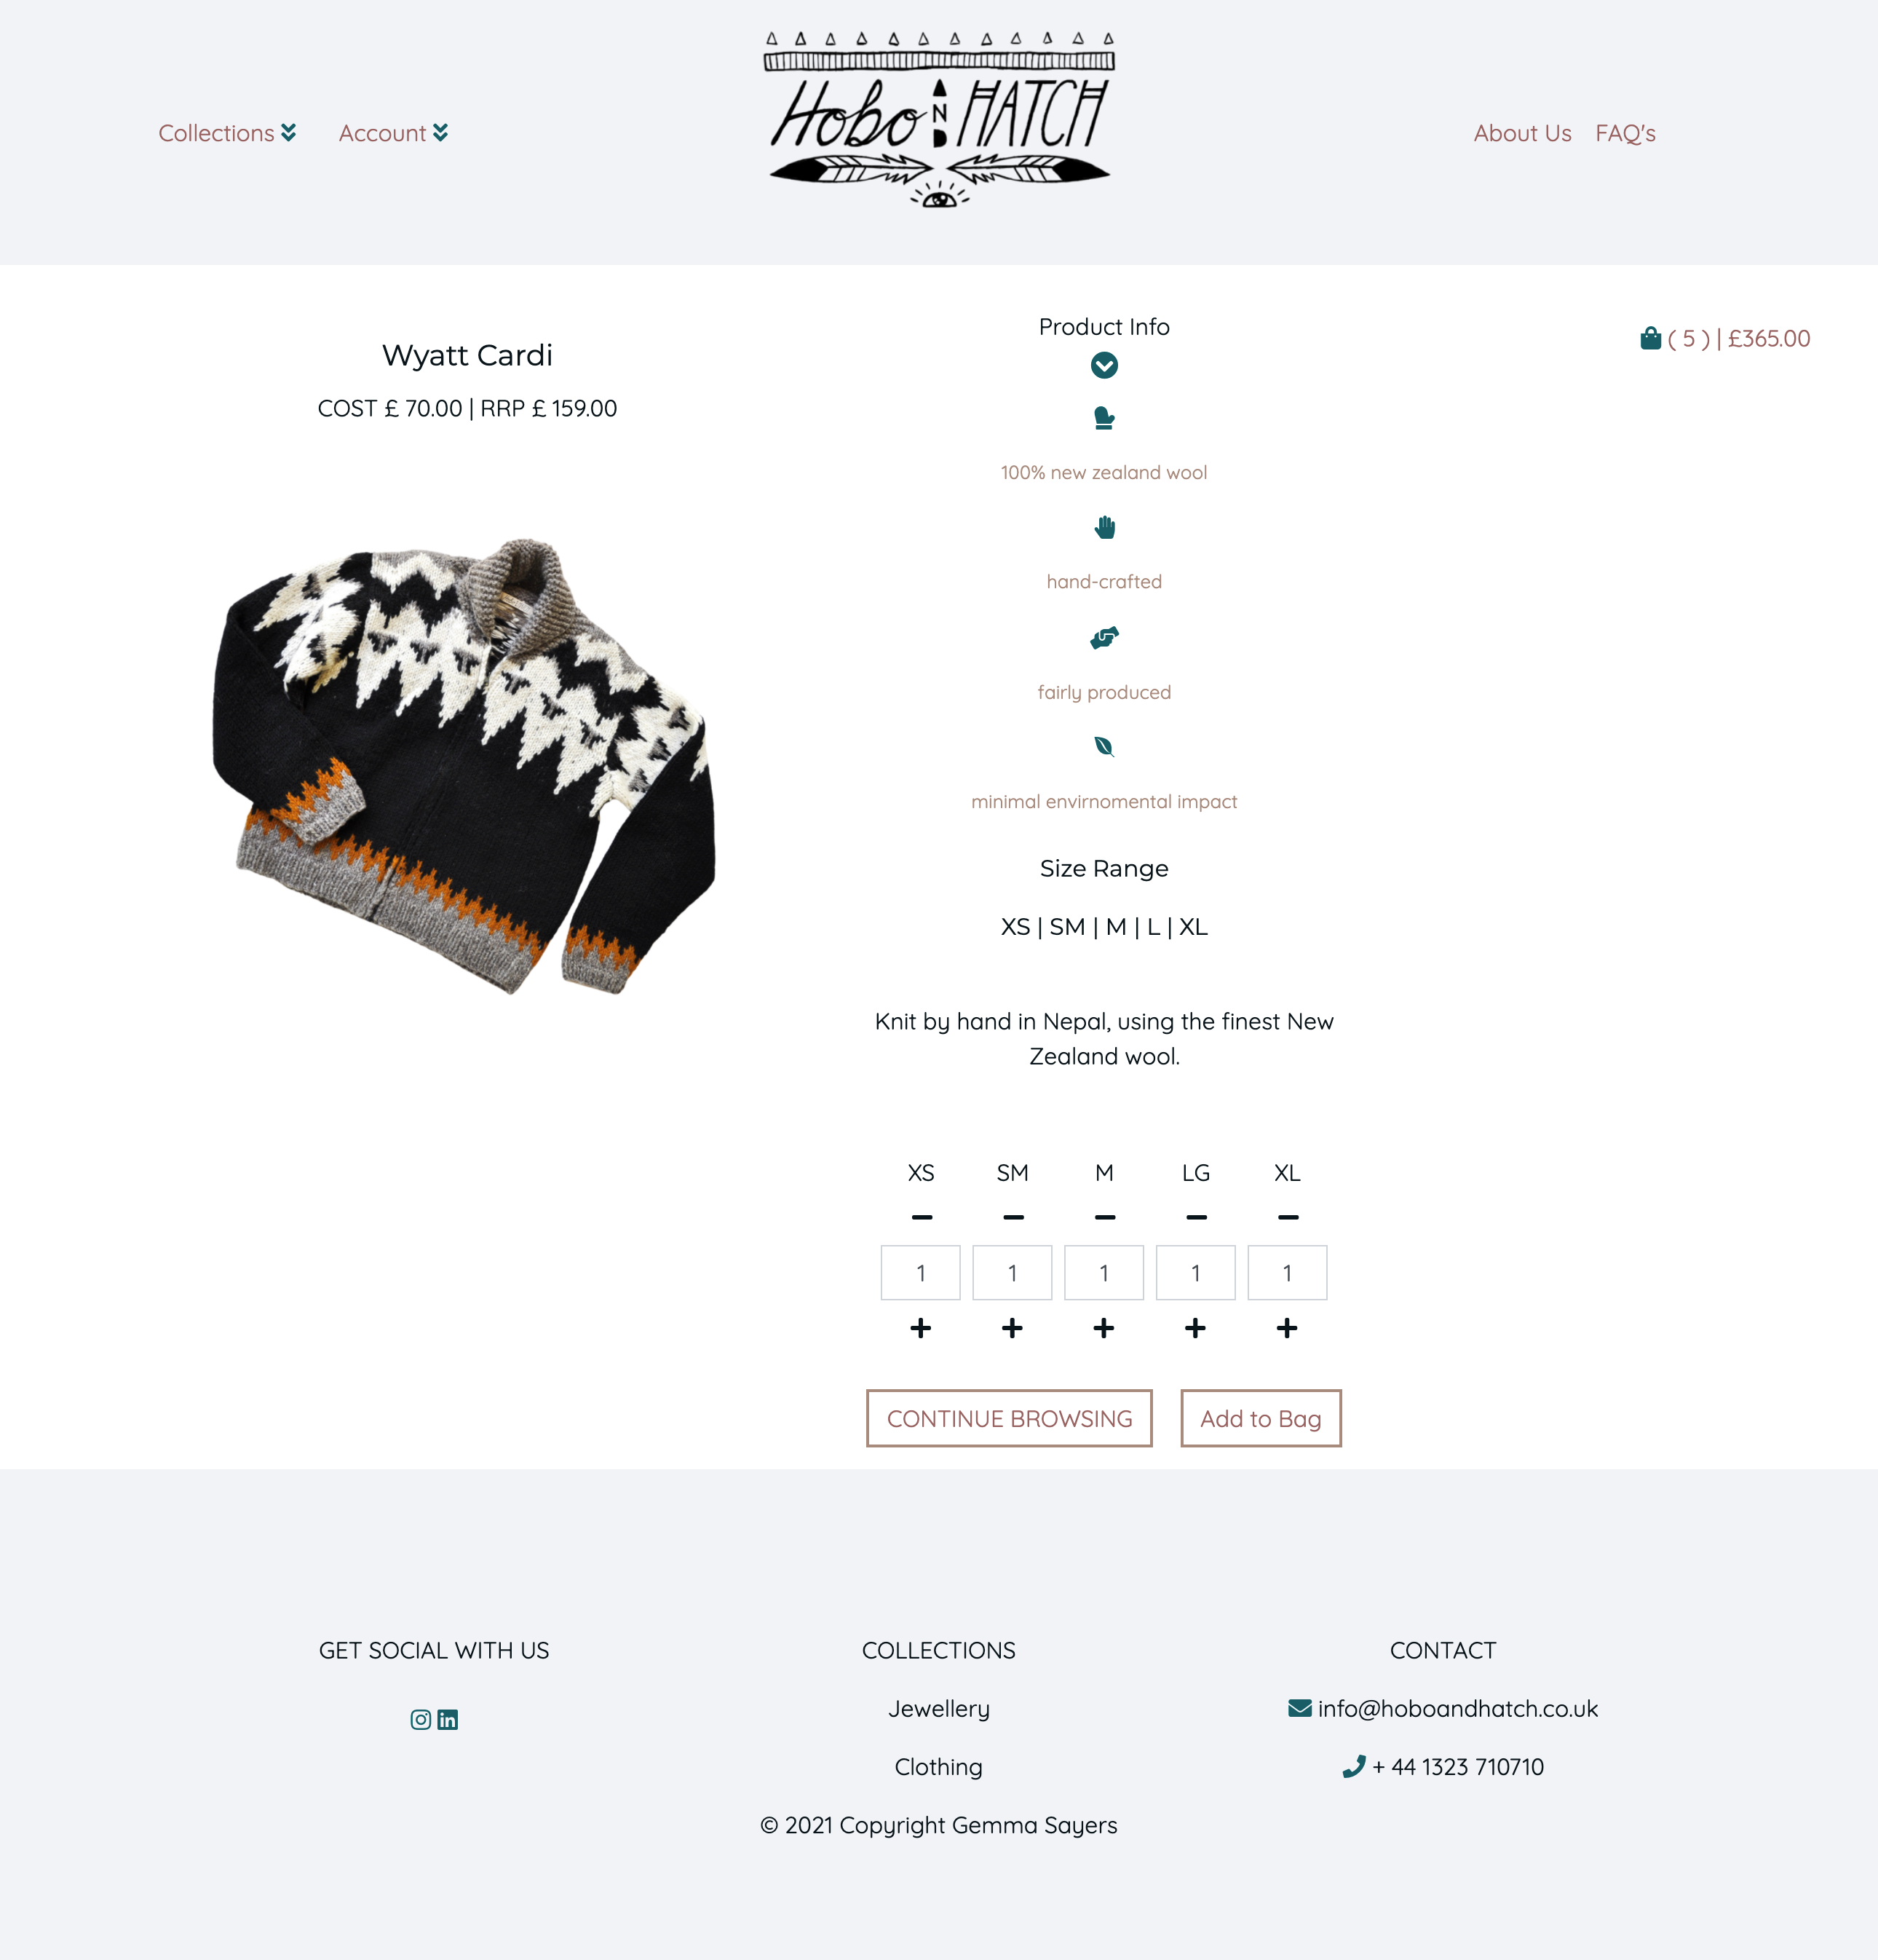 Hobo AND HATCH
Collections
Account
About Us
FAQ's
Wyatt Cardi
COST £ 70.00 | RRP £ 159.00
Product Info
100% new zealand wool
hand-crafted
fairly produced
minimal envirnomental impact
Size Range
XS | SM | M | L | XL
Knit by hand in Nepal, using the finest New
Zealand wool.
XS SM M LG XL
1 1 1 1 1
CONTINUE BROWSING
Add to Bag
( 5 ) | £365.00
GET SOCIAL WITH US
COLLECTIONS
Jewellery
Clothing
CONTACT
info@hoboandhatch.co.uk
+ 44 1323 710710
© 2021 Copyright Gemma Sayers